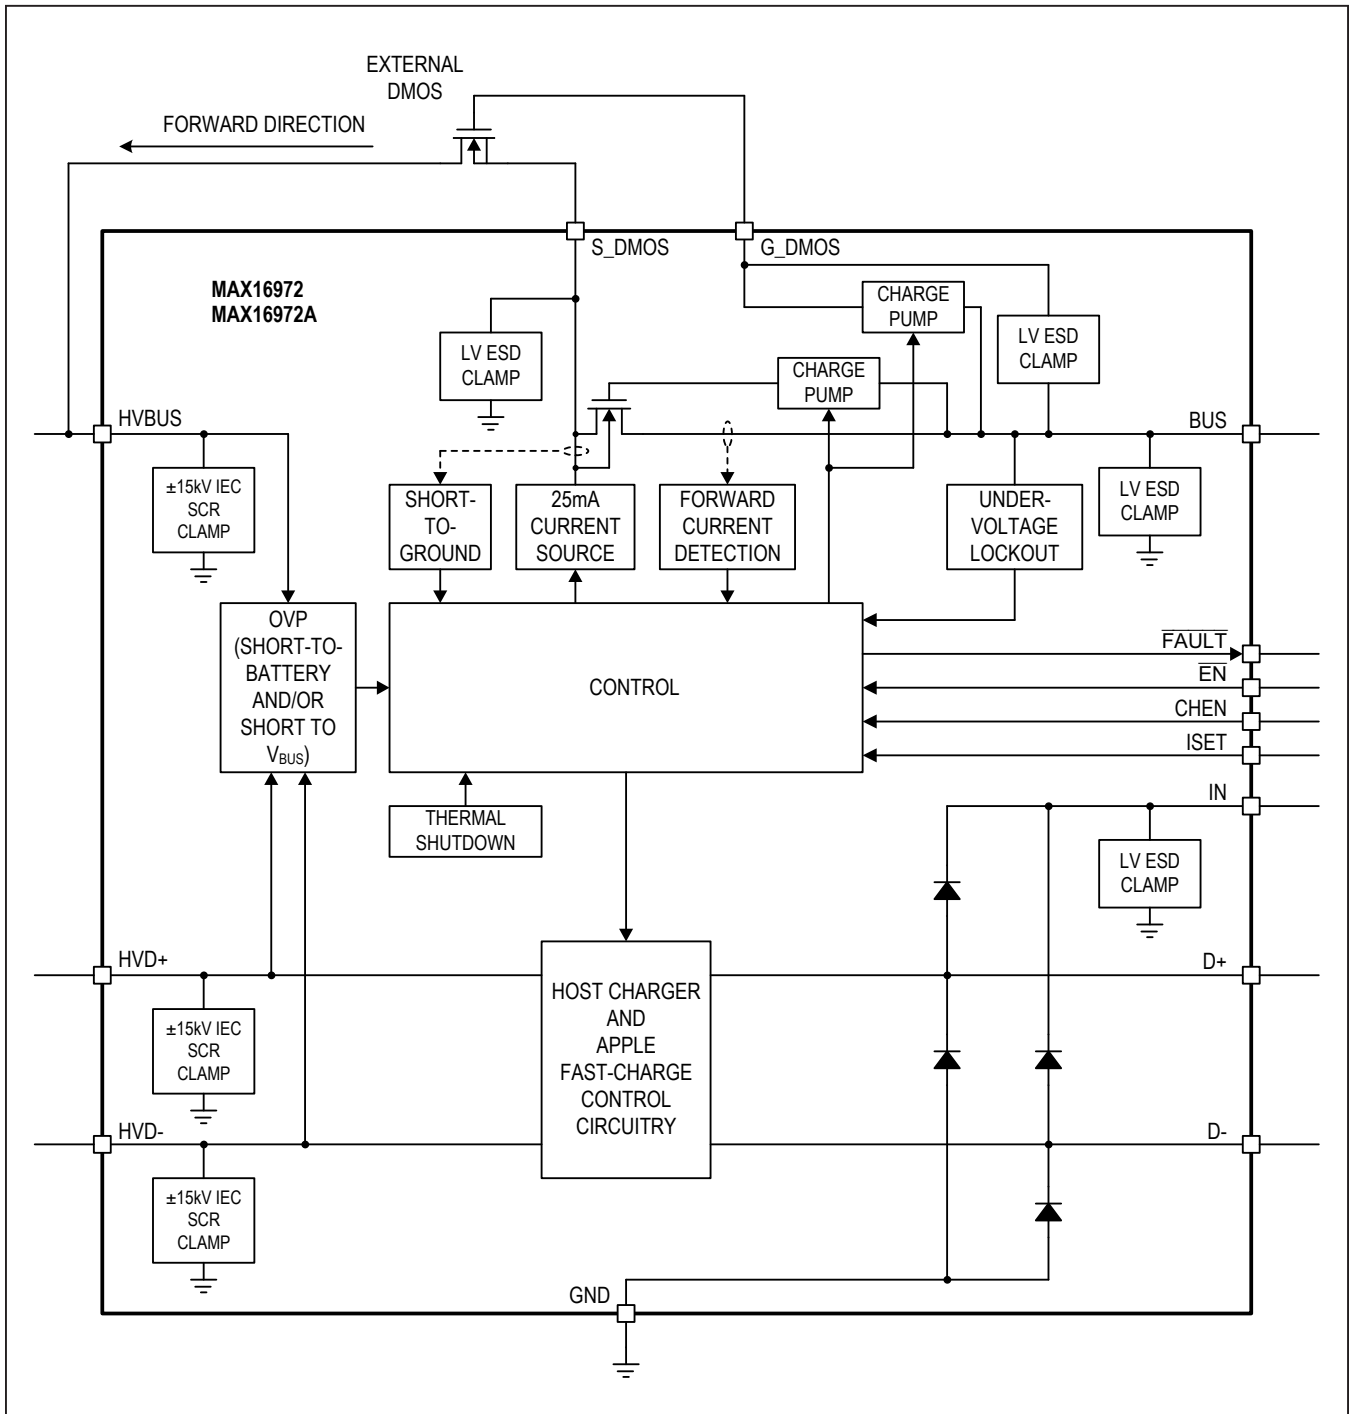 EXTERNAL
DMOS
FORWARD DIRECTION
S_DMOS
G_DMOS
MAX16972
MAX16972A
CHARGE
PUMP
LV ESD
CLAMP
LV ESD
CLAMP
CHARGE
PUMP
HVBUS
BUS
±15kV IEC
SCR
CLAMP
SHORT-
TO-
GROUND
25mA
CURRENT
SOURCE
FORWARD
CURRENT
DETECTION
UNDER-
VOLTAGE
LOCKOUT
LV ESD
CLAMP
OVP
(SHORT-TO-
BATTERY
AND/OR
SHORT TO
VBUS)
CONTROL
FAULT
EN
CHEN
ISET
IN
THERMAL
SHUTDOWN
LV ESD
CLAMP
HVD+
D+
±15kV IEC
SCR
CLAMP
HOST CHARGER
AND
APPLE
FAST-CHARGE
CONTROL
CIRCUITRY
HVD-
D-
±15kV IEC
SCR
CLAMP
GND